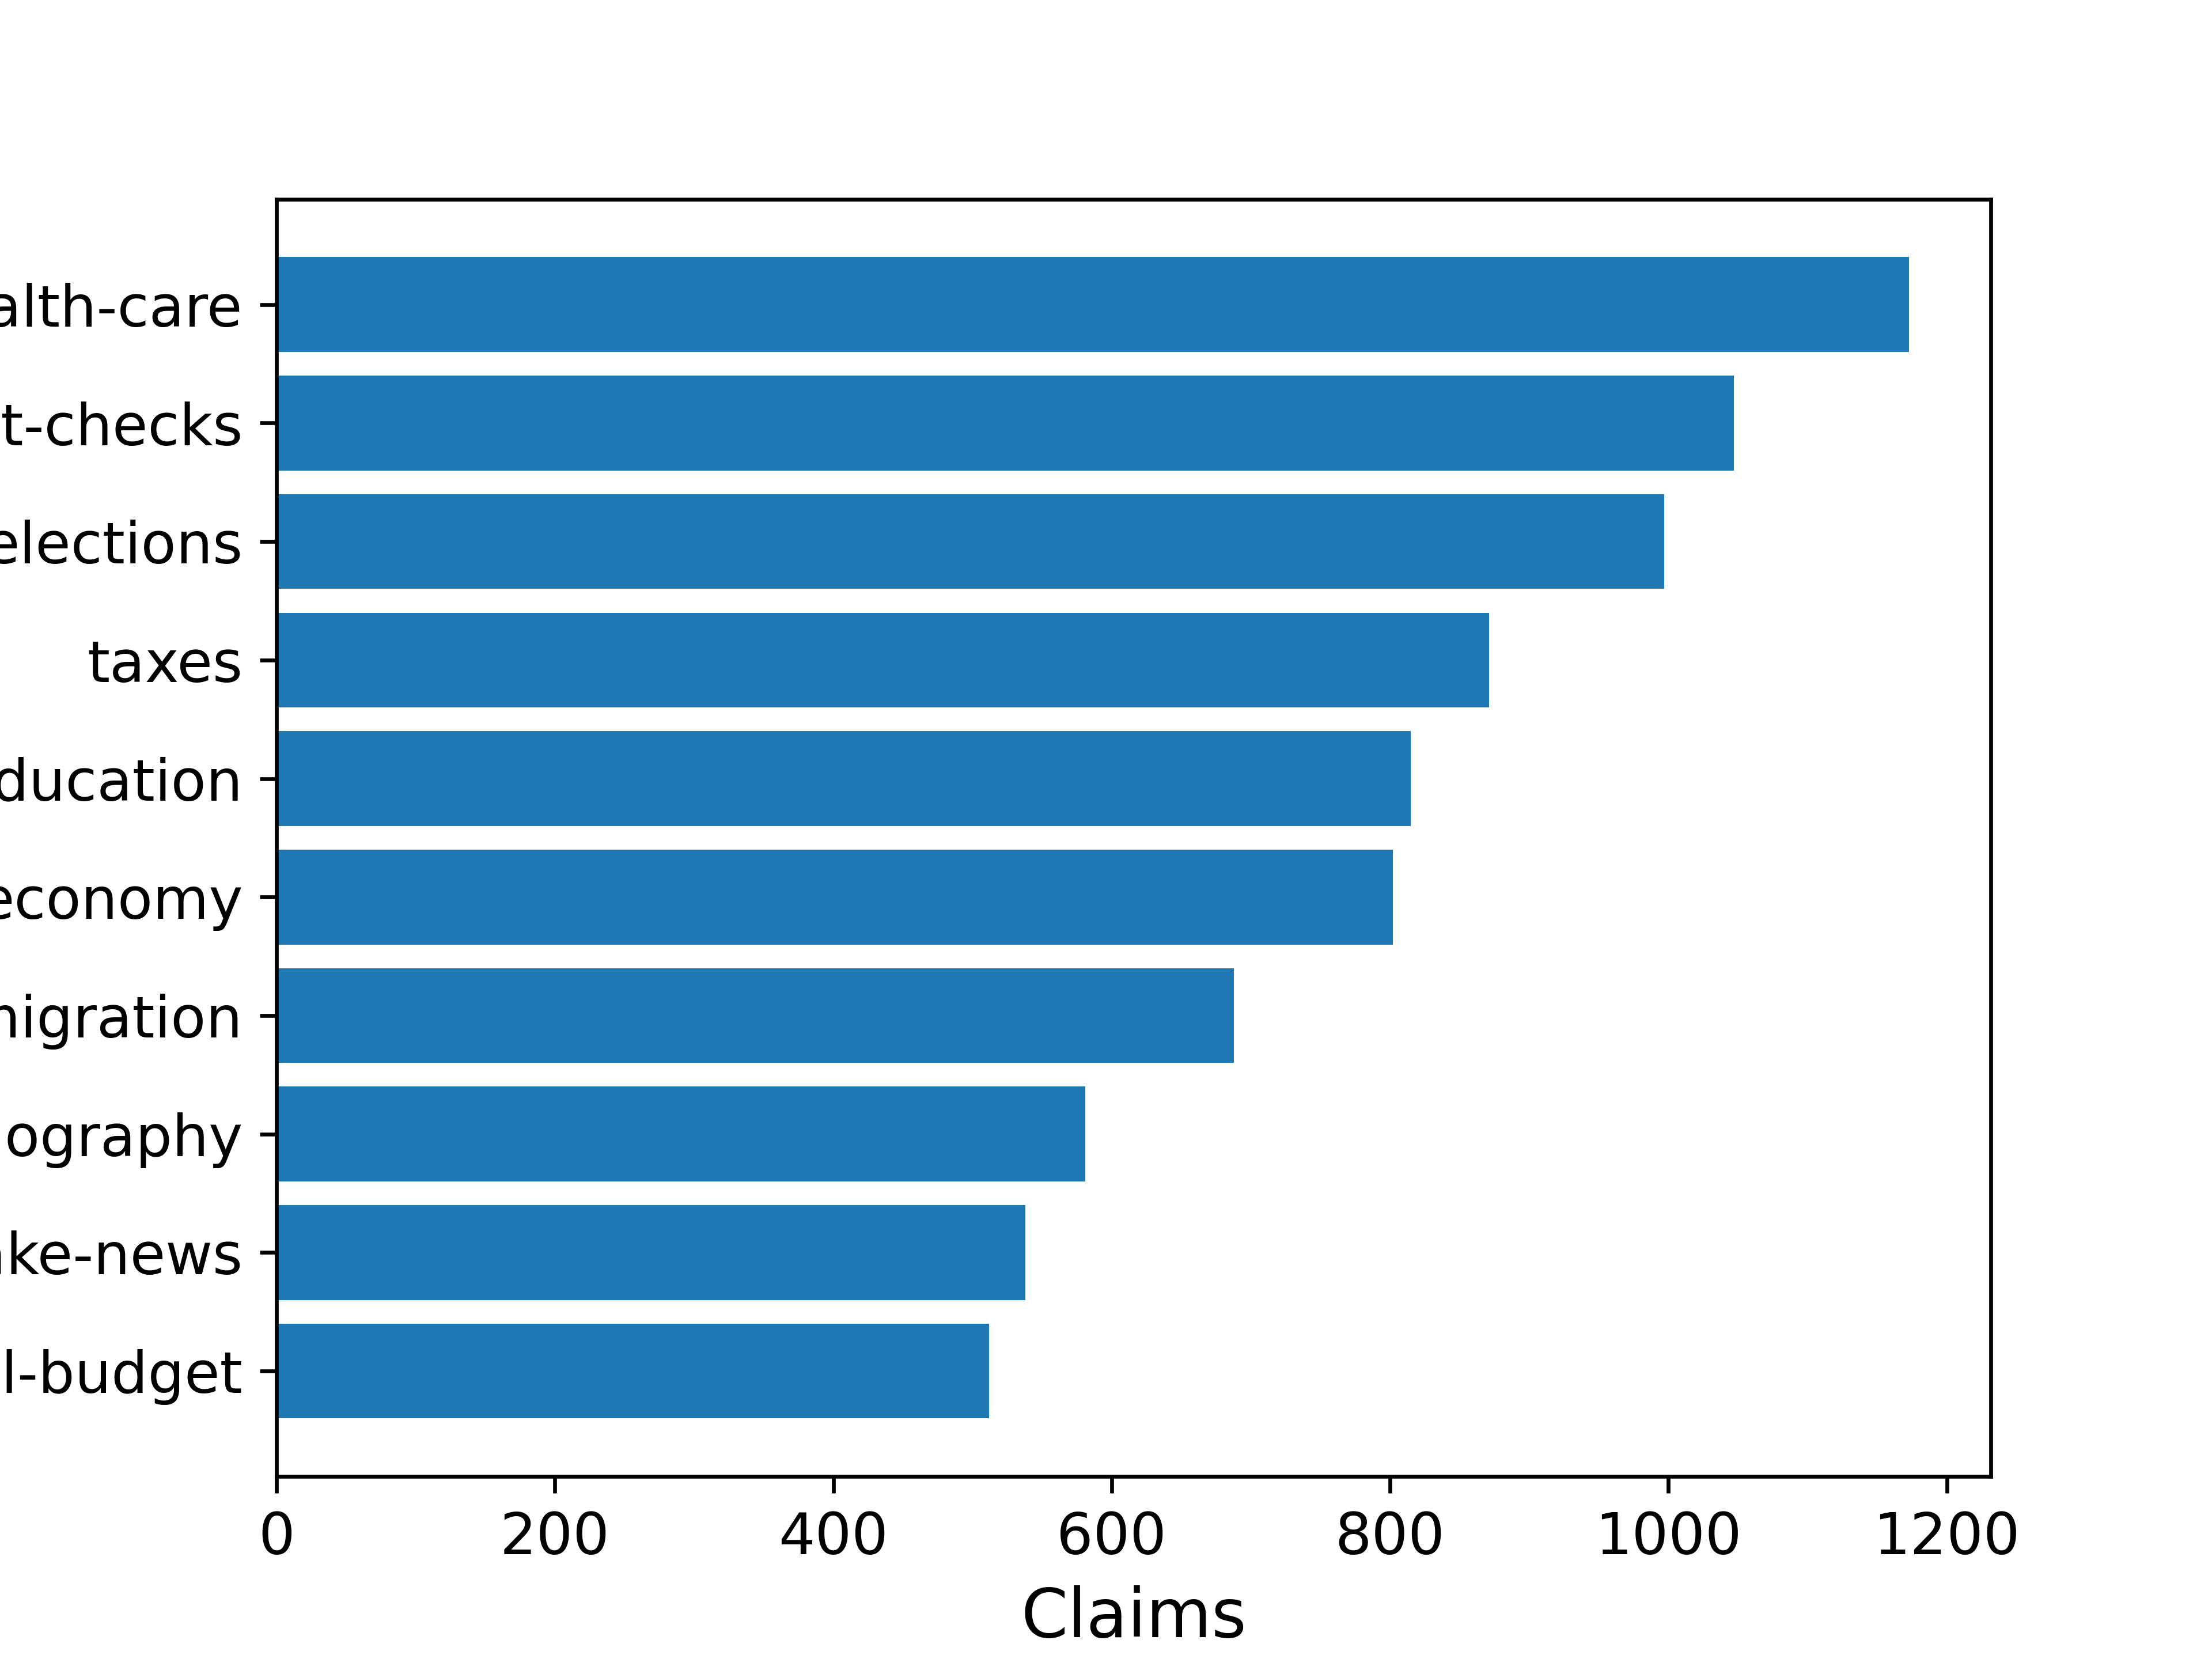 alth-care
t-checks
elections
taxes
ducation
economy
igration
ography
ke-news
l-budget
0 200 400 600 800 1000 1200
Claims